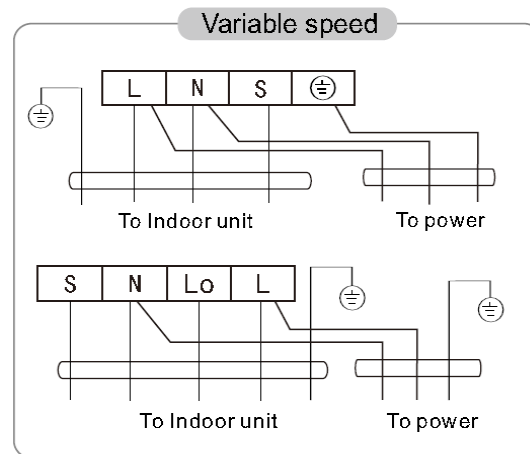 Variable speed
L N S
To Indoor unit To power
S N Lo L
To Indoor unit To power